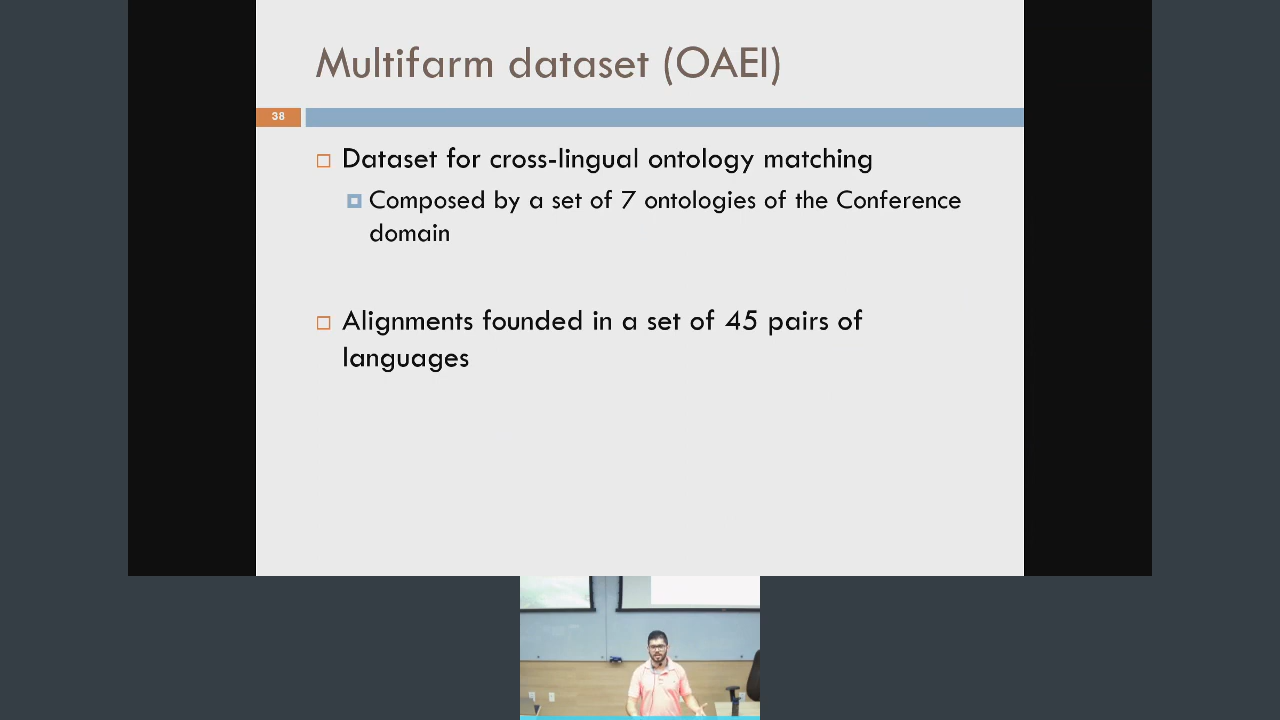 Multifarm dataset (OAEI)
38
Dataset for cross-lingual ontology matching
Composed by a set of 7 ontologies of the Conference
domain
Alignments founded in a set of 45 pairs of
languages